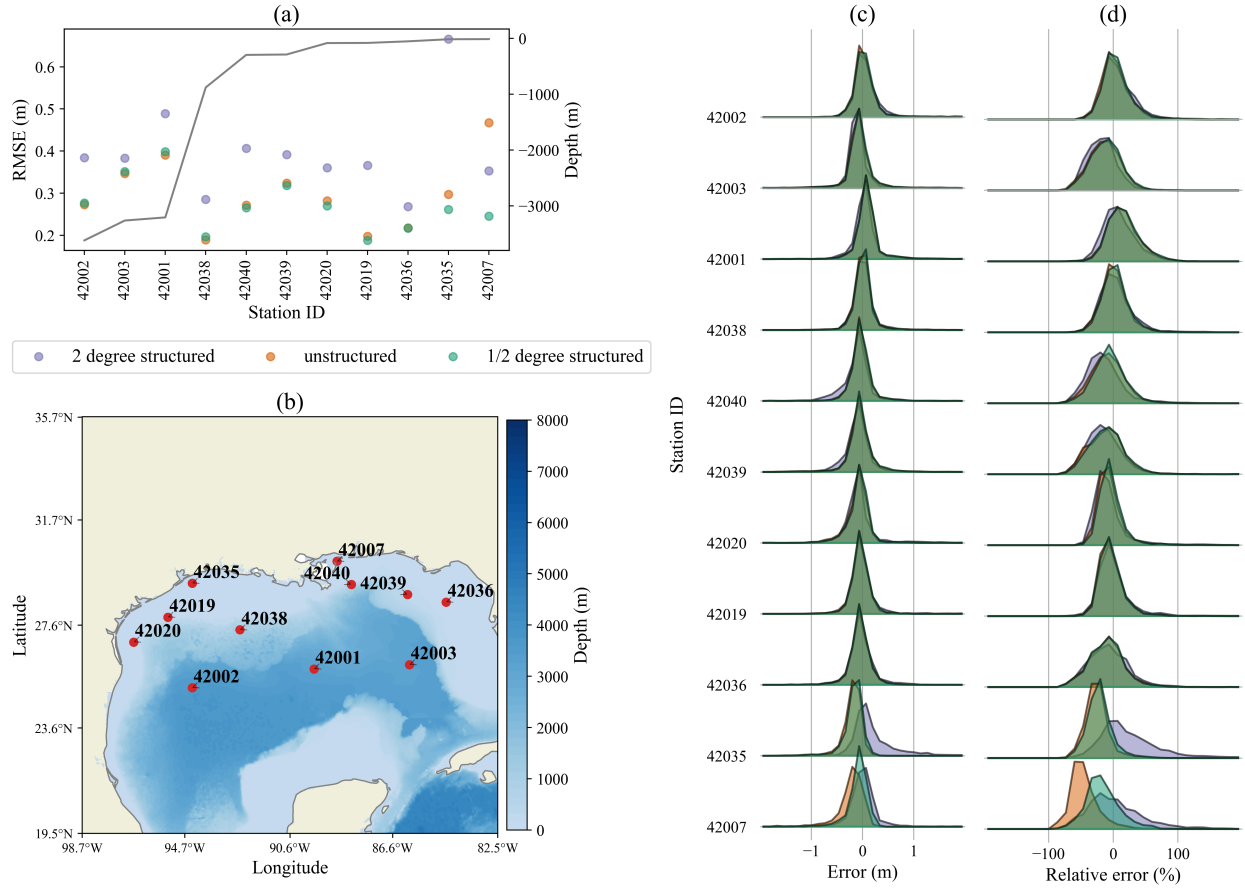 (a)
RMSE (m)
0.6
0.5
0.4
0.3
0.2
0
−1000
−2000
−3000
Depth (m)
42002
42003
42001
42038
42040
42039
42020
42019
42036
42035
42007
Station ID
2 degree structured
unstructured
1/2 degree structured
(b)
Latitude
35.7°N
31.7°N
27.6°N
23.6°N
19.5°N
42007
42035
42040
42039
42036
42019
42038
42020
42001
42003
42002
98.7°W
94.7°W
90.6°W
86.6°W
82.5°W
Longitude
8000
7000
6000
5000
4000
3000
2000
1000
0
Depth (m)
(c)
(d)
Station ID
42002
42003
42001
42038
42040
42039
42020
42019
42036
42035
42007
−1
0
1
Error (m)
−100
0
100
Relative error (%)